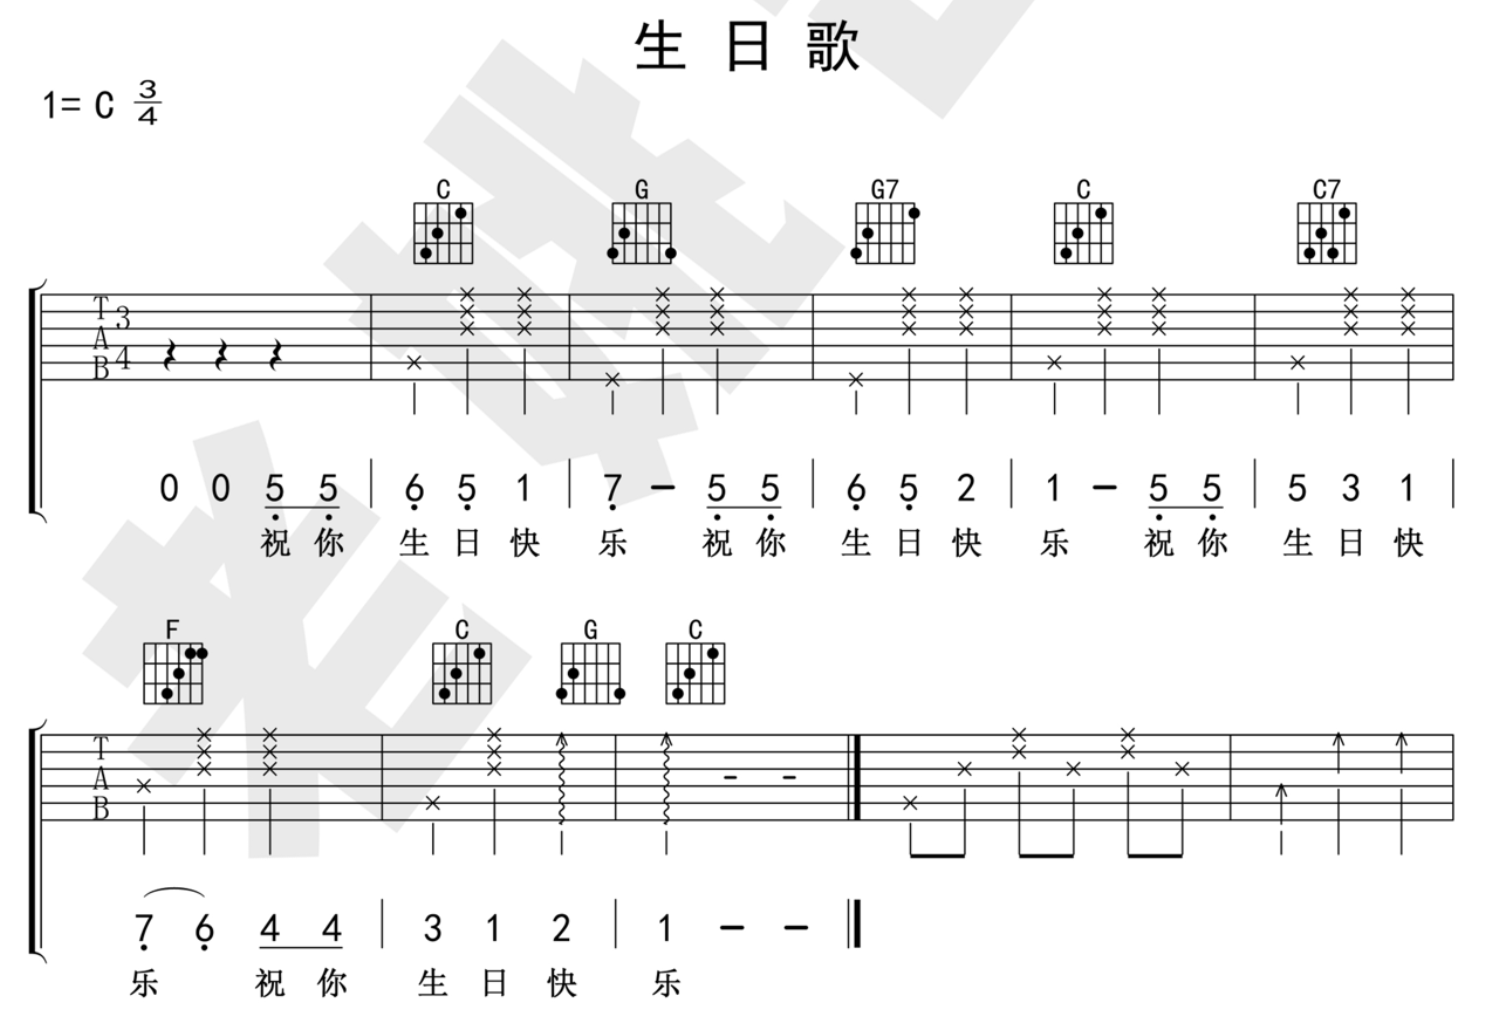 生日歌
1= C 3/4
C G G7 C C7
T A B 3 4
0 0 5 5 | 6 5 1 | 7 – 5 5 | 6 5 2 | 1 – 5 5 | 5 3 1 |
祝你 生日快 乐 祝你 生日快 乐 祝你 生日快
F C G C
T A B
– –
7 6 4 4 | 3 1 2 | 1 – –
乐 祝你 生日快 乐